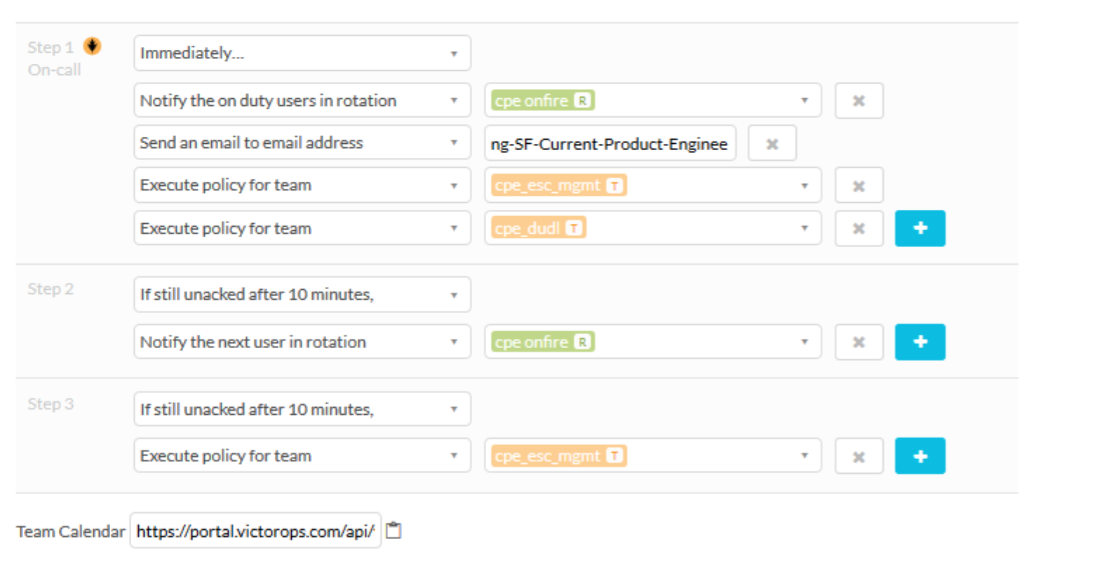 Step 1
On-call
Immediately...
Notify the on duty users in rotation cpe onfire R
Send an email to email address ng-SF-Current-Product-Enginee
Execute policy for team cpe_esc_mgmt T
Execute policy for team cpe_dudl T
Step 2
If still unacked after 10 minutes,
Notify the next user in rotation cpe onfire R
Step 3
If still unacked after 10 minutes,
Execute policy for team cpe_esc_mgmt T
Team Calendar https://portal.victorops.com/api/